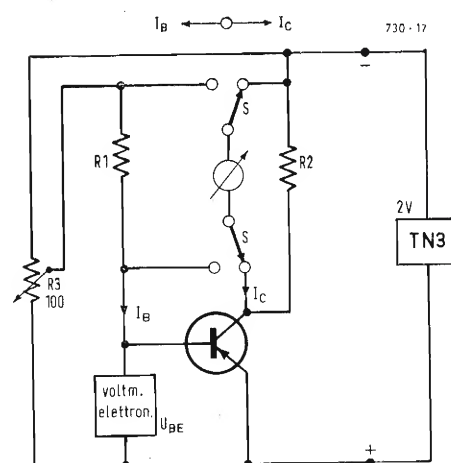 I_B I_C
730 - 17
−
S
R1
R2
2V
TN3
S
R3
100
I_B
I_C
voltm.
elettron.
U_BE
+